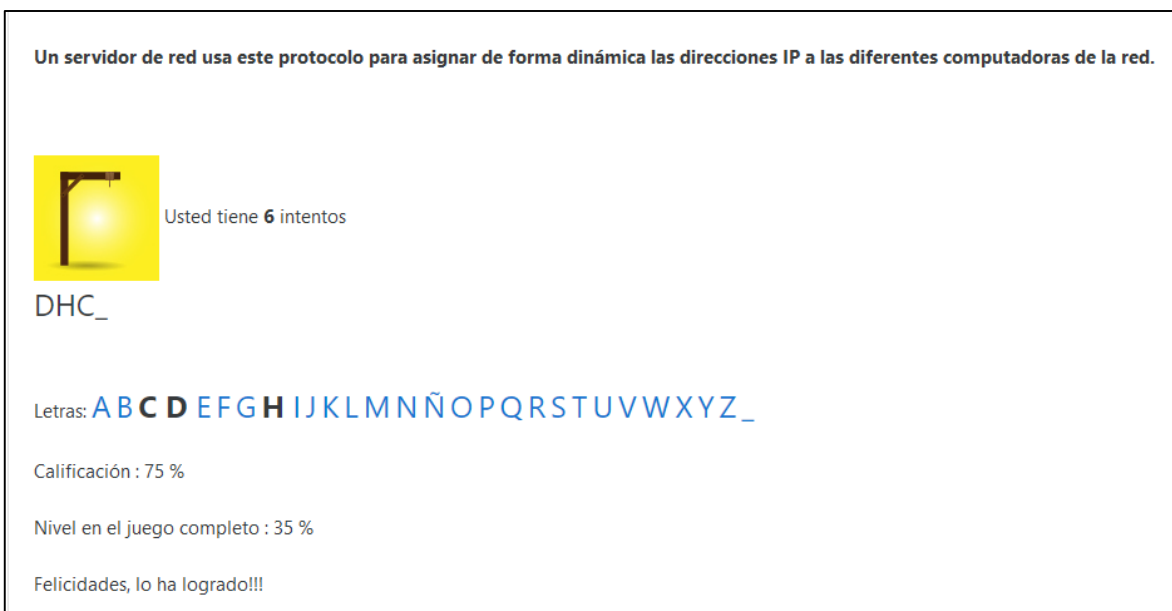 Un servidor de red usa este protocolo para asignar de forma dinámica las direcciones IP a las diferentes computadoras de la red.
Usted tiene 6 intentos
DHC_
Letras: A B C D E F G H I J K L M N Ñ O P Q R S T U V W X Y Z _
Calificación : 75 %
Nivel en el juego completo : 35 %
Felicidades, lo ha logrado!!!